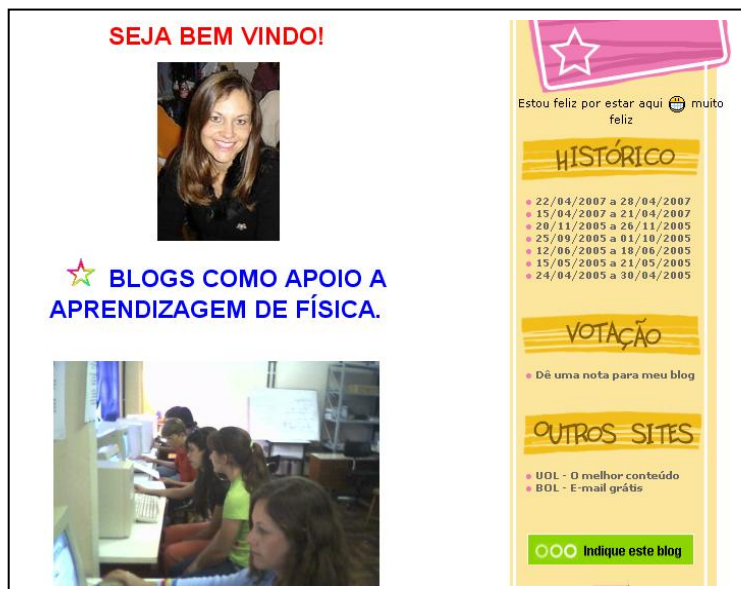 SEJA BEM VINDO!
BLOGS COMO APOIO A
APRENDIZAGEM DE FÍSICA.
Estou feliz por estar aqui muito
feliz
HISTÓRICO
22/04/2007 a 28/04/2007
15/04/2007 a 21/04/2007
20/11/2005 a 26/11/2005
25/09/2005 a 01/10/2005
12/06/2005 a 18/06/2005
15/05/2005 a 21/05/2005
24/04/2005 a 30/04/2005
VOTAÇÃO
Dê uma nota para meu blog
OUTROS SITES
UOL - O melhor conteúdo
BOL - E-mail grátis
Indique este blog